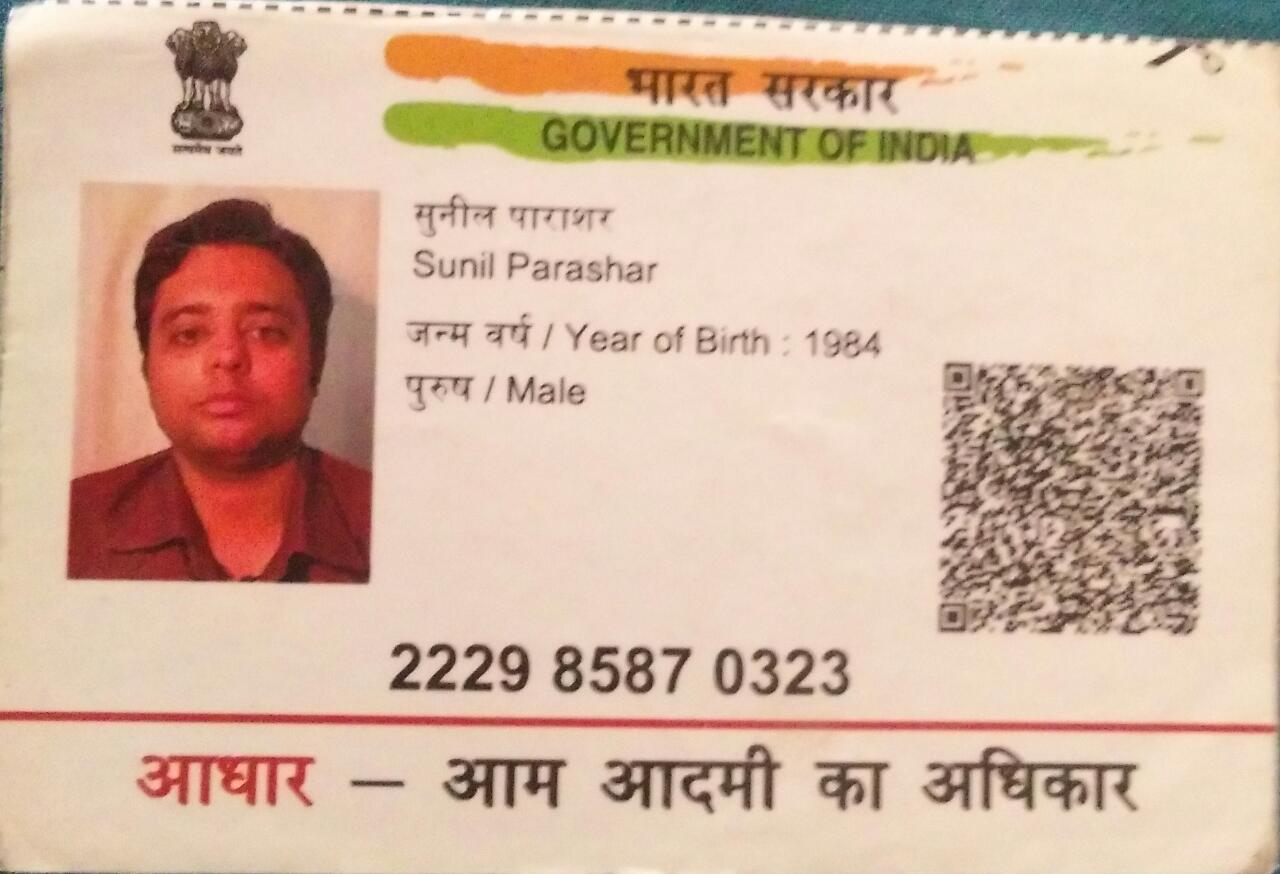 सत्यमेव जयते
भारत सरकार
GOVERNMENT OF INDIA
सुनील पाराशर
Sunil Parashar
जन्म वर्ष / Year of Birth : 1984
पुरुष / Male
2229 8587 0323
आधार – आम आदमी का अधिकार